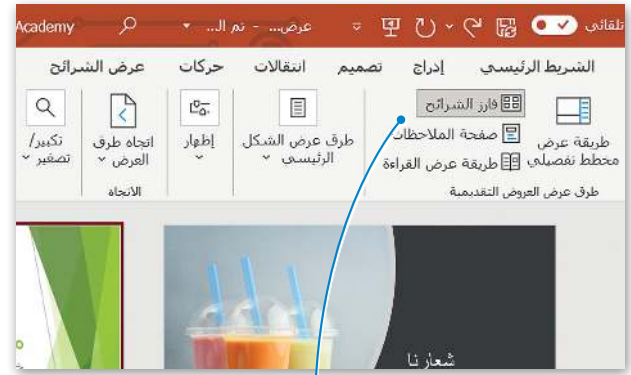 تلقائي عرض... - تم ال... Academy
الشريط الرئيسي إدراج تصميم انتقالات حركات عرض الشرائح
طريقة عرض
مخطط تفصيلي
فارز الشرائح
صفحة الملاحظات
طريقة عرض القراءة
طرق عرض العروض التقديمية
طرق عرض الشكل
الرئيسي
إظهار
اتجاه طرق
العرض
الاتجاه
تكبير/
تصغير
شعارنا